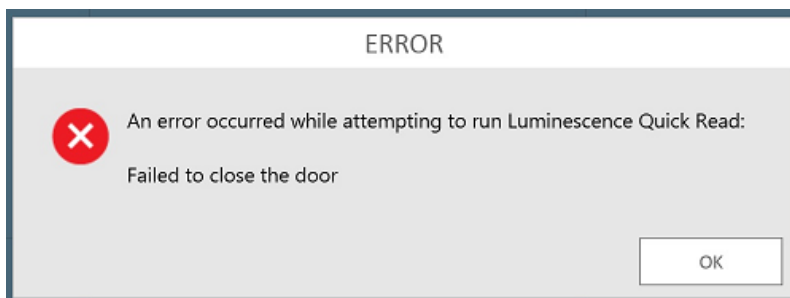 ERROR
An error occurred while attempting to run Luminescence Quick Read:
Failed to close the door
OK